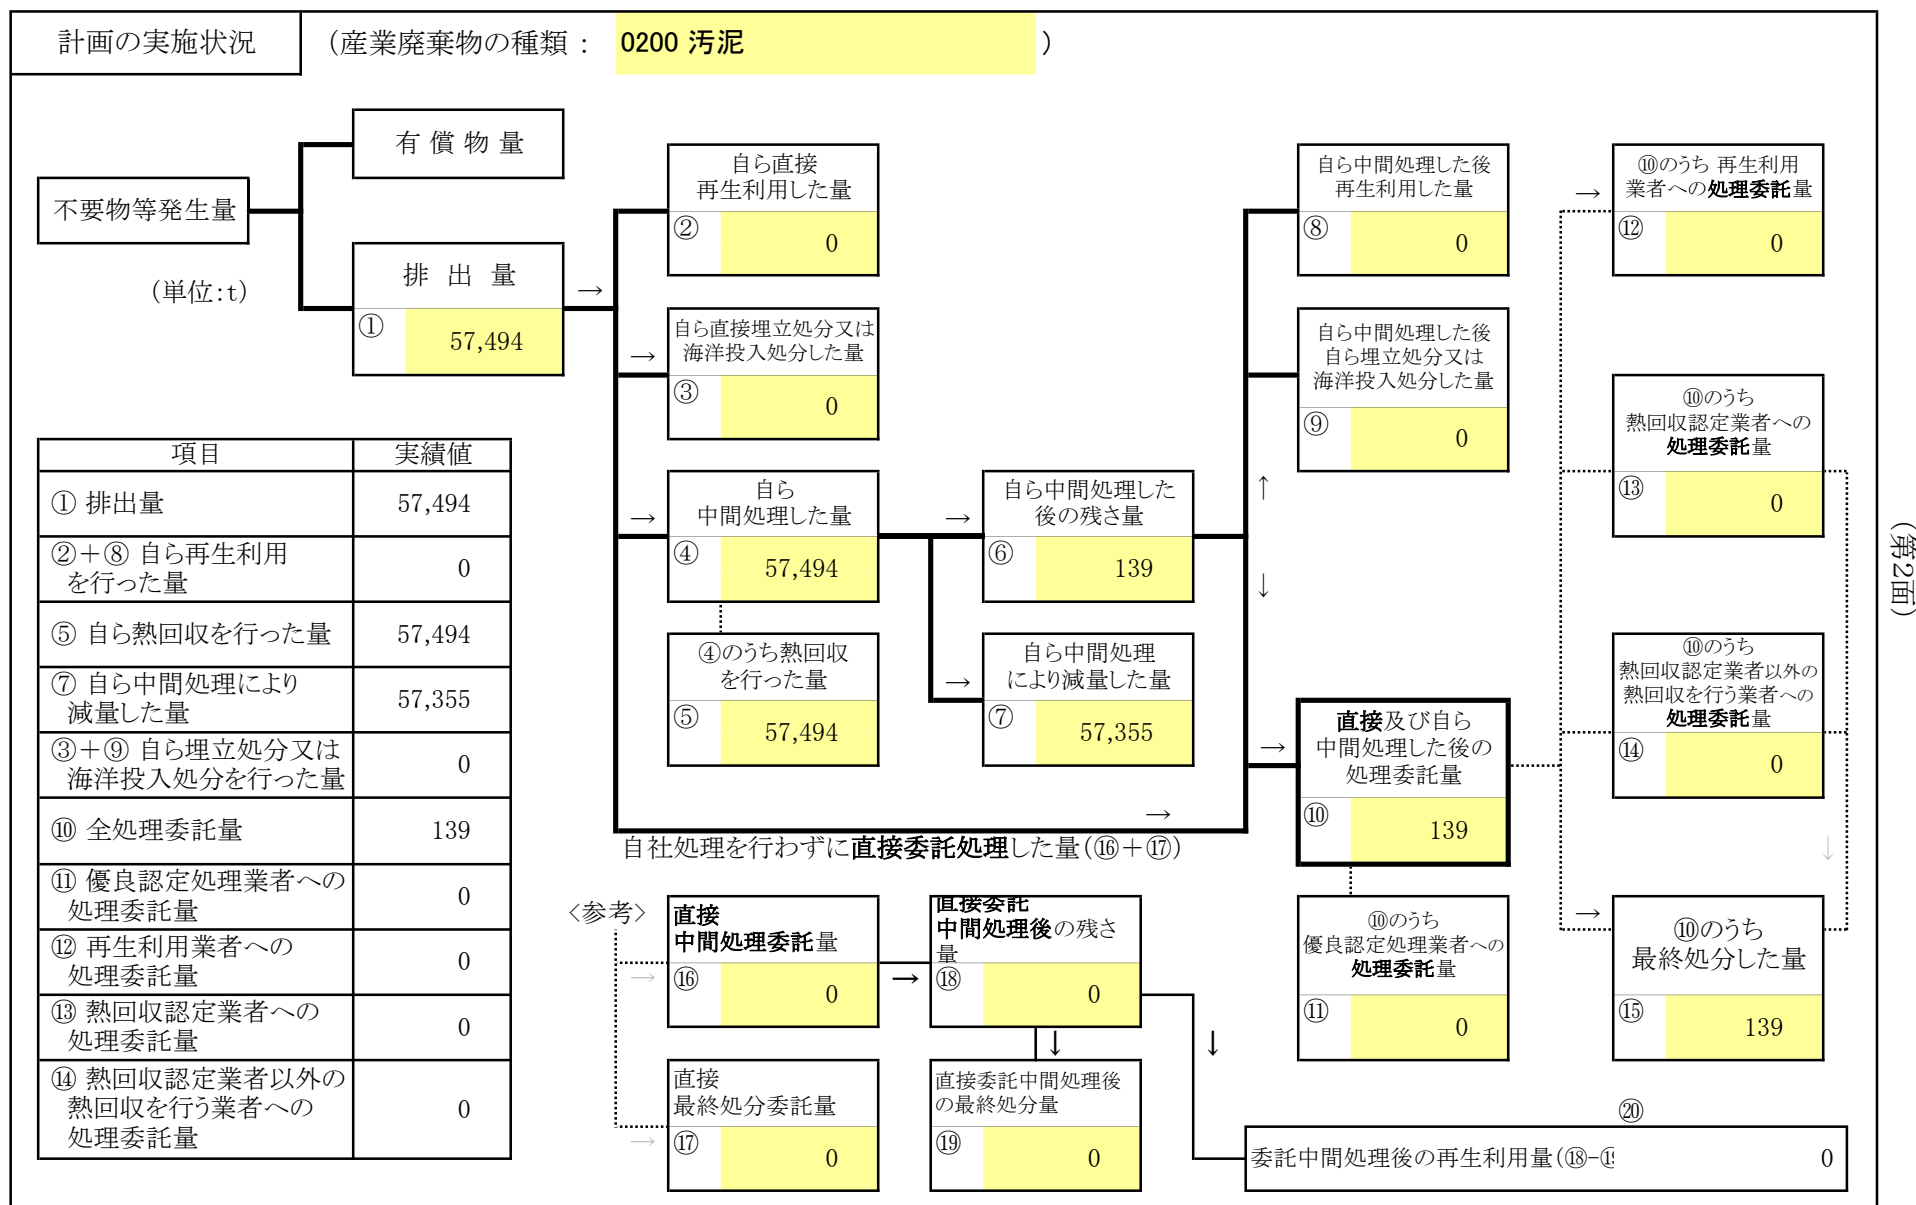 計画の実施状況
（産業廃棄物の種類： 0200 汚泥 ）
有 償 物 量
不要物等発生量
（単位:t）
排 出 量
①
57,494
→
自ら直接
再生利用した量
②
0
→
自ら直接埋立処分又は
海洋投入処分した量
③
0
→
自ら
中間処理した量
④
57,494
④のうち熱回収
を行った量
⑤
57,494
→
自ら中間処理した
後の残さ量
⑥
139
→
自ら中間処理
により減量した量
⑦
57,355
↑
↓
自ら中間処理した後
再生利用した量
⑧
0
自ら中間処理した後
自ら埋立処分又は
海洋投入処分した量
⑨
0
→
直接及び自ら
中間処理した後の
処理委託量
⑩
139
→
自社処理を行わずに直接委託処理した量(⑯＋⑰)
⑩のうち
優良認定処理業者への
処理委託量
⑪
0
→
⑩のうち 再生利用
業者への処理委託量
⑫
0
⑩のうち
熱回収認定業者への
処理委託量
⑬
0
⑩のうち
熱回収認定業者以外の
熱回収を行う業者への
処理委託量
⑭
0
↓
→
⑩のうち
最終処分した量
⑮
139
項目 実績値
① 排出量 57,494
②＋⑧ 自ら再生利用
を行った量 0
⑤ 自ら熱回収を行った量 57,494
⑦ 自ら中間処理により
減量した量 57,355
③＋⑨ 自ら埋立処分又は
海洋投入処分を行った量 0
⑩ 全処理委託量 139
⑪ 優良認定処理業者への
処理委託量 0
⑫ 再生利用業者への
処理委託量 0
⑬ 熱回収認定業者への
処理委託量 0
⑭ 熱回収認定業者以外の
熱回収を行う業者への
処理委託量 0
〈参考〉
→
直接
中間処理委託量
⑯
0
→
直接委託
中間処理後の残さ
量
⑱
0
↓
↓
→
直接
最終処分委託量
⑰
0
直接委託中間処理後
の最終処分量
⑲
0
⑳
委託中間処理後の再生利用量(⑱-⑲
0
（第2面）